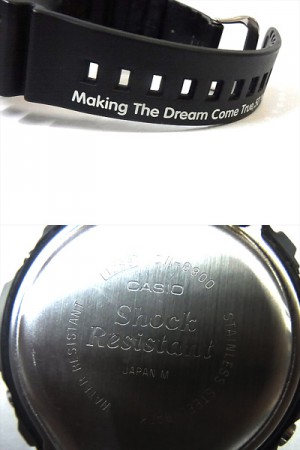 Making The Dream Come True.
CASIO
Shock
Resistant
JAPAN M
WATER RESISTANT
STAINLESS